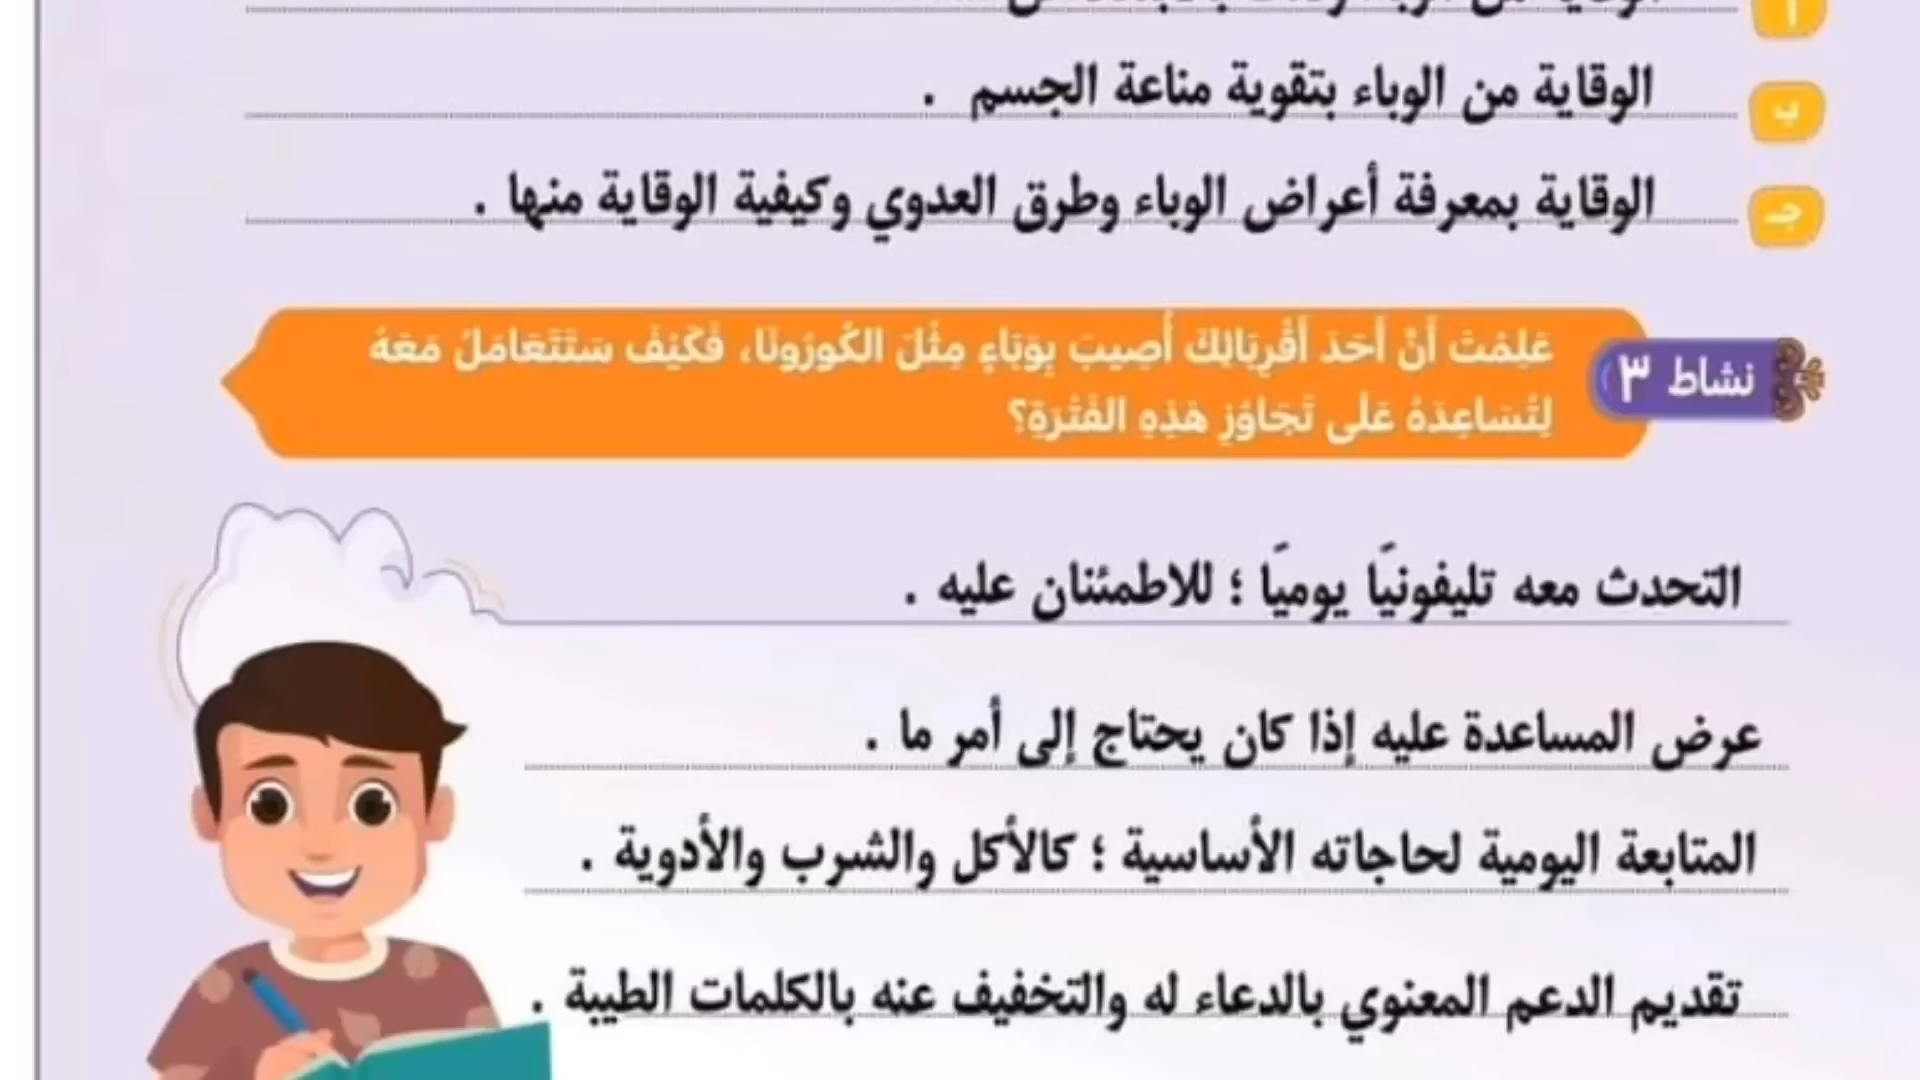 أ
ب
الوقاية من الوباء بتقوية مناعة الجسم .
جـ
الوقاية بمعرفة أعراض الوباء وطرق العدوي وكيفية الوقاية منها .
نشاط ٣
عَلِمْتَ أَنَّ أَحَدَ أَقْرِبَائِكَ أُصِيبَ بِوَبَاءٍ مِثْلَ الكُورُونَا، فَكَيْفَ سَتَتَعَامَلُ مَعَهُ
لِتُسَاعِدَهُ عَلَى تَجَاوُزِ هَذِهِ الفَتْرَةِ؟
التحدث معه تليفونيَا يوميَا ؛ للاطمئنان عليه .
عرض المساعدة عليه إذا كان يحتاج إلى أمر ما .
المتابعة اليومية لحاجاته الأساسية ؛ كالأكل والشرب والأدوية .
تقديم الدعم المعنوي بالدعاء له والتخفيف عنه بالكلمات الطيبة .